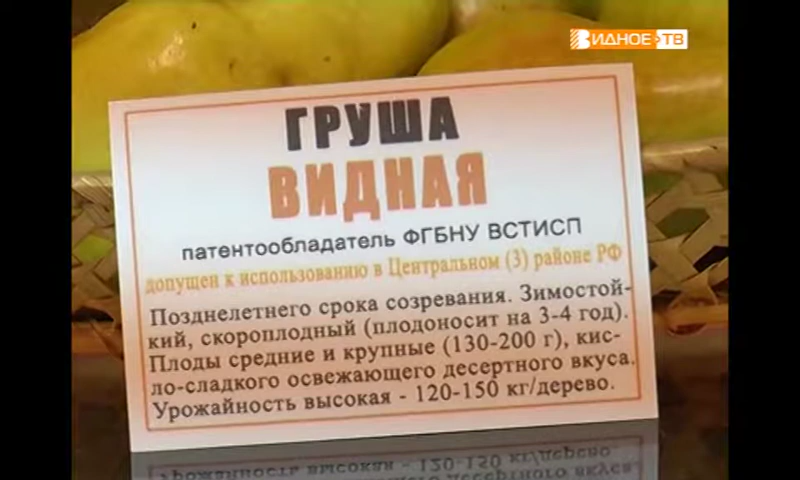 ВИДНОЕ ТВ
ГРУША
ВИДНАЯ
патентообладатель ФГБНУ ВСТИСП
допущен к использованию в Центральном (3) районе РФ
Позднелетнего срока созревания. Зимостой-
кий, скороплодный (плодоносит на 3-4 год).
Плоды средние и крупные (130-200 г), кис-
ло-сладкого освежающего десертного вкуса.
Урожайность высокая - 120-150 кг/дерево.